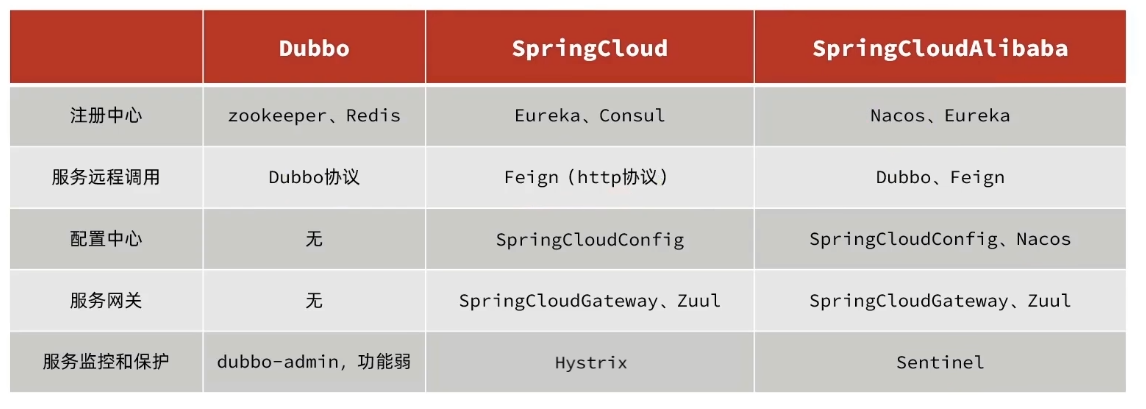 Dubbo SpringCloud SpringCloudAlibaba
注册中心 zookeeper、Redis Eureka、Consul Nacos、Eureka
服务远程调用 Dubbo协议 Feign（http协议） Dubbo、Feign
配置中心 无 SpringCloudConfig SpringCloudConfig、Nacos
服务网关 无 SpringCloudGateway、Zuul SpringCloudGateway、Zuul
服务监控和保护 dubbo-admin，功能弱 Hystrix Sentinel